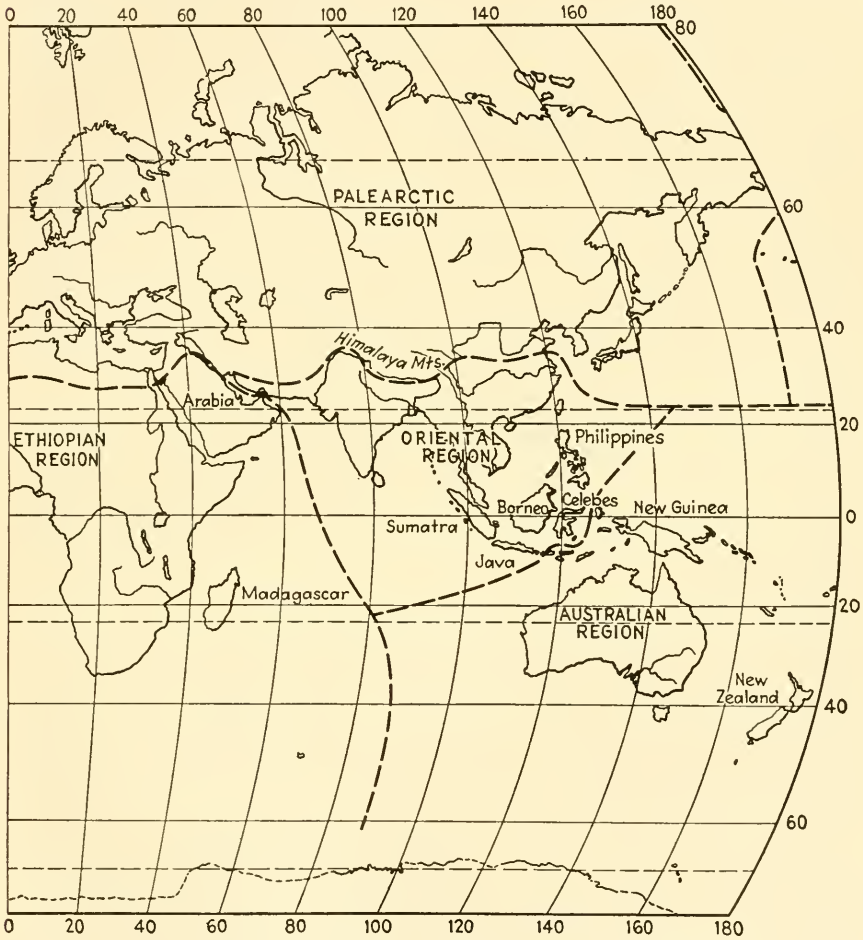 0 20 40 60 80 100 120 140 160 180
80
PALEARCTIC
REGION
60
40
Himalaya Mts.
Arabia
20
ETHIOPIAN
REGION
ORIENTAL
REGION
Philippines
Borneo
Celebes
New Guinea
0
Sumatra
Java
Madagascar
20
AUSTRALIAN
REGION
New
Zealand
40
60
0 20 40 60 80 100 120 140 160 180